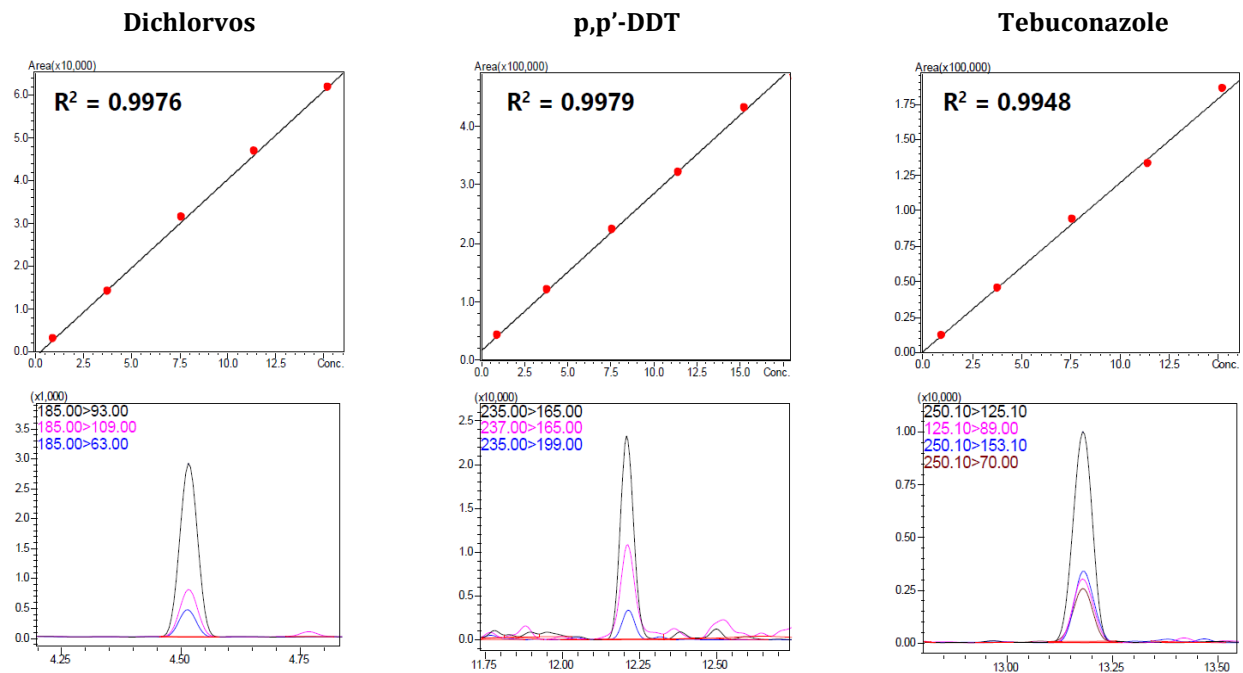 Dichlorvos
p,p’-DDT
Tebuconazole
Area(x10,000)
R² = 0.9976
6.0
5.0
4.0
3.0
2.0
1.0
0.0
0.0 2.5 5.0 7.5 10.0 12.5 Conc.
Area(x100,000)
R² = 0.9979
4.0
3.0
2.0
1.0
0.0
0.0 2.5 5.0 7.5 10.0 12.5 15.0 Conc.
Area(x100,000)
R² = 0.9948
1.75
1.50
1.25
1.00
0.75
0.50
0.25
0.00
0.0 2.5 5.0 7.5 10.0 12.5 Conc.
(x1,000)
185.00>93.00
185.00>109.00
185.00>63.00
3.5
3.0
2.5
2.0
1.5
1.0
0.5
0.0
4.25 4.50 4.75
(x10,000)
235.00>165.00
237.00>165.00
235.00>199.00
2.5
2.0
1.5
1.0
0.5
0.0
11.75 12.00 12.25 12.50
(x10,000)
250.10>125.10
125.10>89.00
250.10>153.10
250.10>70.00
1.00
0.75
0.50
0.25
0.00
13.00 13.25 13.50